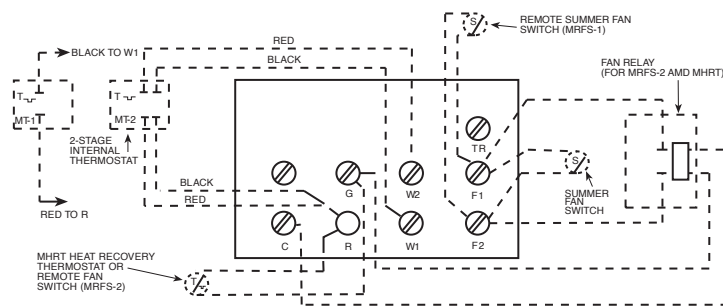 REMOTE SUMMER FAN
SWITCH (MRFS-1)
S
RED
BLACK TO W1
BLACK
FAN RELAY
(FOR MRFS-2 AMD MHRT)
T
T
MT-1
MT-2
TR
2-STAGE
INTERNAL
THERMOSTAT
S
BLACK
G
W2
F1
RED
SUMMER
FAN
SWITCH
RED TO R
C
R
W1
F2
MHRT HEAT RECOVERY
THERMOSTAT OR
REMOTE FAN
SWITCH (MRFS-2)
T